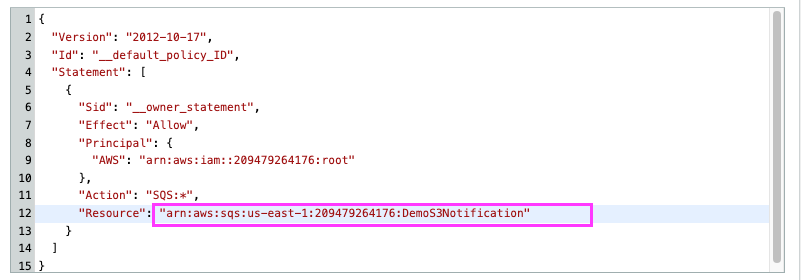 1 {
2 "Version": "2012-10-17",
3 "Id": "__default_policy_ID",
4 "Statement": [
5 {
6 "Sid": "__owner_statement",
7 "Effect": "Allow",
8 "Principal": {
9 "AWS": "arn:aws:iam::209479264176:root"
10 },
11 "Action": "SQS:*",
12 "Resource": "arn:aws:sqs:us-east-1:209479264176:DemoS3Notification"
13 }
14 ]
15 }